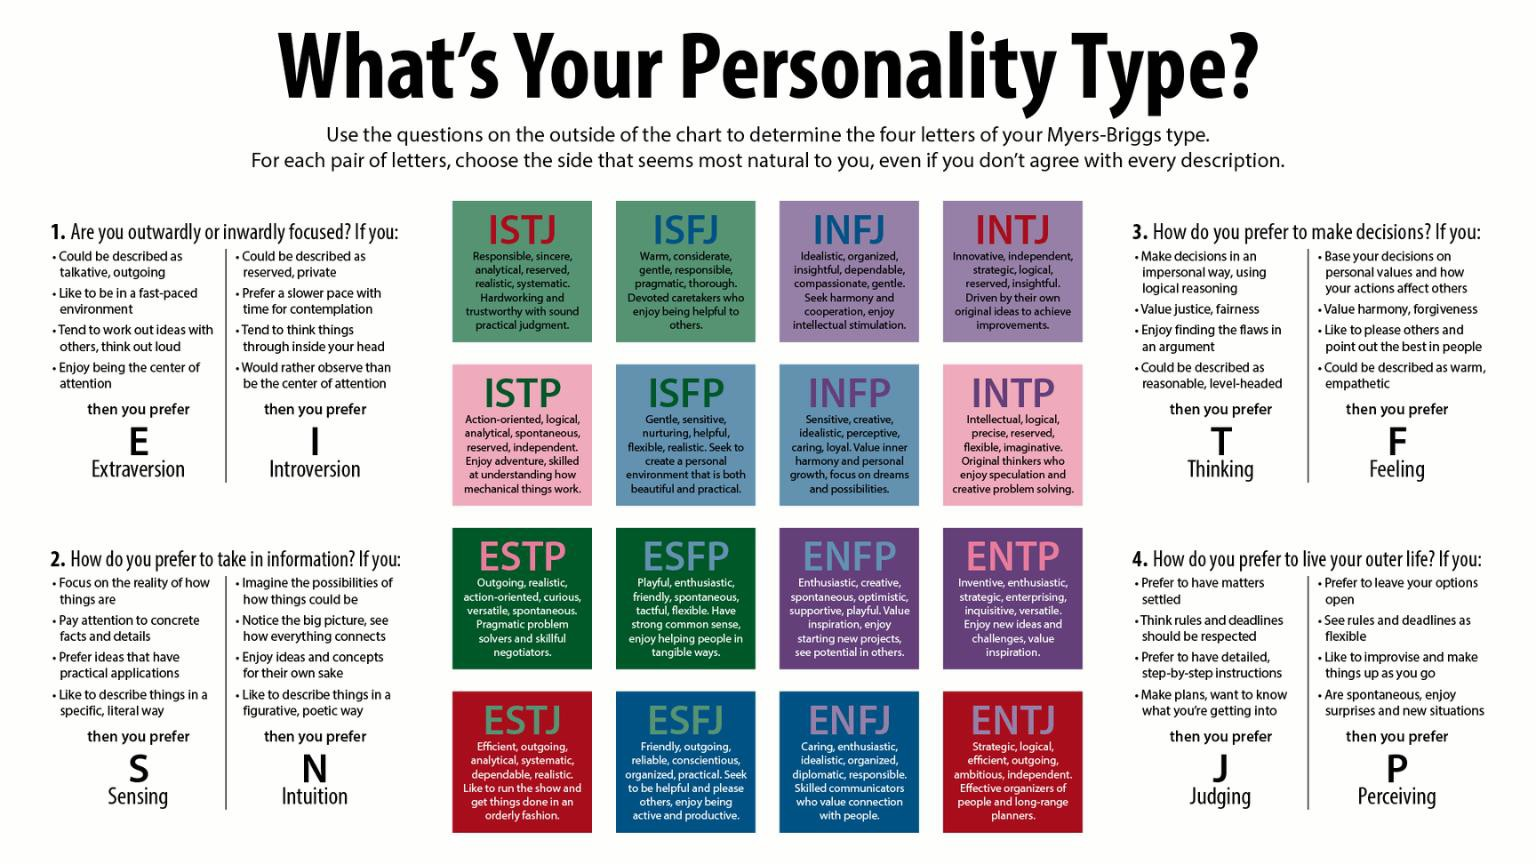 What's Your Personality Type?
Use the questions on the outside of the chart to determine the four letters of your Myers-Briggs type.
For each pair of letters, choose the side that seems most natural to you, even if you don't agree with every description.
1. Are you outwardly or inwardly focused? If you:
• Could be described as
talkative, outgoing
• Like to be in a fast-paced
environment
• Tend to work out ideas with
others, think out loud
• Enjoy being the center of
attention
then you prefer
E
Extraversion
• Could be described as
reserved, private
• Prefer a slower pace with
time for contemplation
• Tend to think things
through inside your head
• Would rather observe than
be the center of attention
then you prefer
I
Introversion
2. How do you prefer to take in information? If you:
• Focus on the reality of how
things are
• Pay attention to concrete
facts and details
• Prefer ideas that have
practical applications
• Like to describe things in a
specific, literal way
then you prefer
S
Sensing
• Imagine the possibilities of
how things could be
• Notice the big picture, see
how everything connects
• Enjoy ideas and concepts
for their own sake
• Like to describe things in a
figurative, poetic way
then you prefer
N
Intuition
ISTJ
Responsible, sincere,
analytical, reserved,
realistic, systematic.
Hardworking and
trustworthy with sound
practical judgment.
ISFJ
Warm, considerate,
gentle, responsible,
pragmatic, thorough.
Devoted caretakers who
enjoy being helpful to
others.
INFJ
Idealistic, organized,
insightful, dependable,
compassionate, gentle.
Seek harmony and
cooperation, enjoy
intellectual stimulation.
INTJ
Innovative, independent,
strategic, logical,
reserved, insightful.
Driven by their own
original ideas to achieve
improvements.
ISTP
Action-oriented, logical,
analytical, spontaneous,
reserved, independent.
Enjoy adventure, skilled
at understanding how
mechanical things work.
ISFP
Gentle, sensitive,
nurturing, helpful,
flexible, realistic. Seek to
create a personal
environment that is both
beautiful and practical.
INFP
Sensitive, creative,
idealistic, perceptive,
caring, loyal. Value inner
harmony and personal
growth, focus on dreams
and possibilities.
INTP
Intellectual, logical,
precise, reserved,
flexible, imaginative.
Original thinkers who
enjoy speculation and
creative problem solving.
ESTP
Outgoing, realistic,
action-oriented, curious,
versatile, spontaneous.
Pragmatic problem
solvers and skillful
negotiators.
ESFP
Playful, enthusiastic,
friendly, spontaneous,
tactful, flexible. Have
strong common sense,
enjoy helping people in
tangible ways.
ENFP
Enthusiastic, creative,
spontaneous, optimistic,
supportive, playful. Value
inspiration, enjoy
starting new projects,
see potential in others.
ENTP
Inventive, enthusiastic,
strategic, enterprising,
inquisitive, versatile.
Enjoy new ideas and
challenges, value
inspiration.
ESTJ
Efficient, outgoing,
analytical, systematic,
dependable, realistic.
Like to run the show and
get things done in an
orderly fashion.
ESFJ
Friendly, outgoing,
reliable, conscientious,
organized, practical. Seek
to be helpful and please
others, enjoy being
active and productive.
ENFJ
Caring, enthusiastic,
idealistic, organized,
diplomatic, responsible.
Skilled communicators
who value connection
with people.
ENTJ
Strategic, logical,
efficient, outgoing,
ambitious, independent.
Effective organizers of
people and long-range
planners.
3. How do you prefer to make decisions? If you:
• Make decisions in an
impersonal way, using
logical reasoning
• Value justice, fairness
• Enjoy finding the flaws in
an argument
• Could be described as
reasonable, level-headed
then you prefer
T
Thinking
• Base your decisions on
personal values and how
your actions affect others
• Value harmony, forgiveness
• Like to please others and
point out the best in people
• Could be described as warm,
empathetic
then you prefer
F
Feeling
4. How do you prefer to live your outer life? If you:
• Prefer to have matters
settled
• Think rules and deadlines
should be respected
• Prefer to have detailed,
step-by-step instructions
• Make plans, want to know
what you're getting into
then you prefer
J
Judging
• Prefer to leave your options
open
• See rules and deadlines as
flexible
• Like to improvise and make
things up as you go
• Are spontaneous, enjoy
surprises and new situations
then you prefer
P
Perceiving